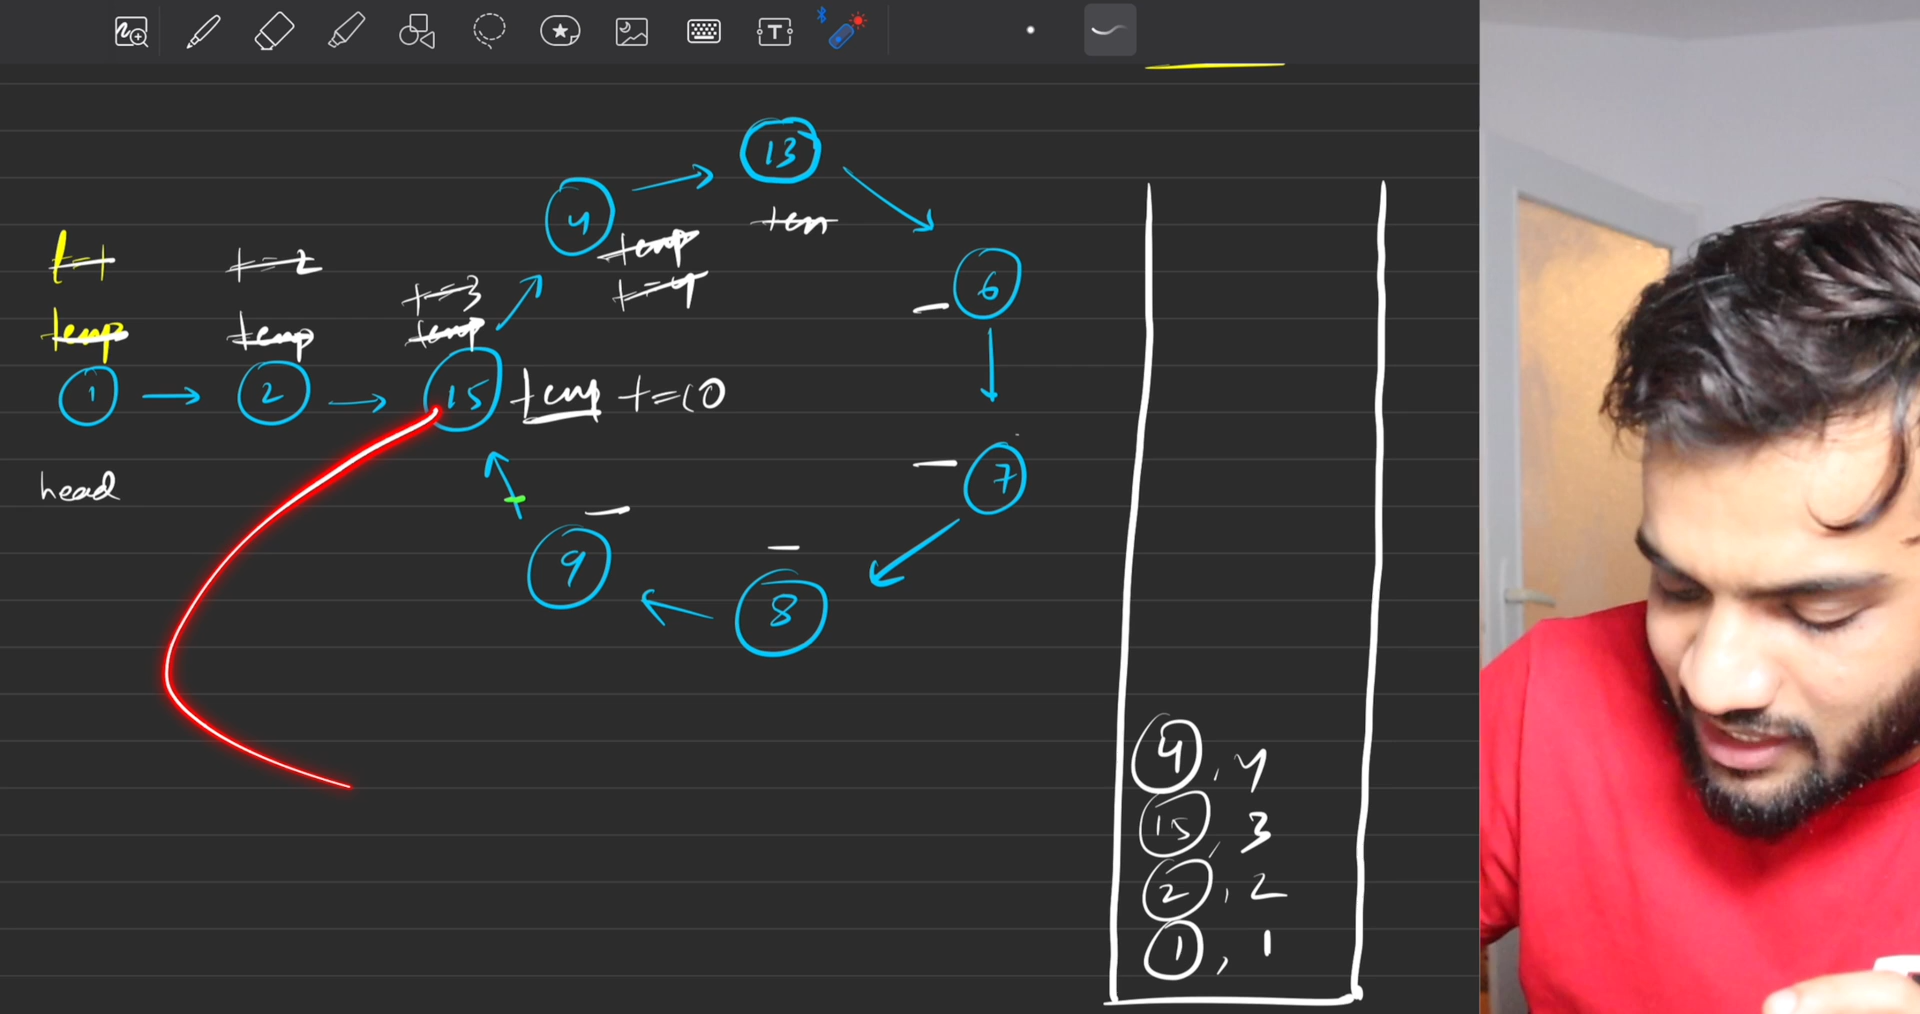 13
4
ten
temp
t=1
t=2
6
t=3
t=4
temp
temp
temp
1
2
15
temp t=10
7
head
9
8
4, 4
15, 3
2, 2
1, 1
T